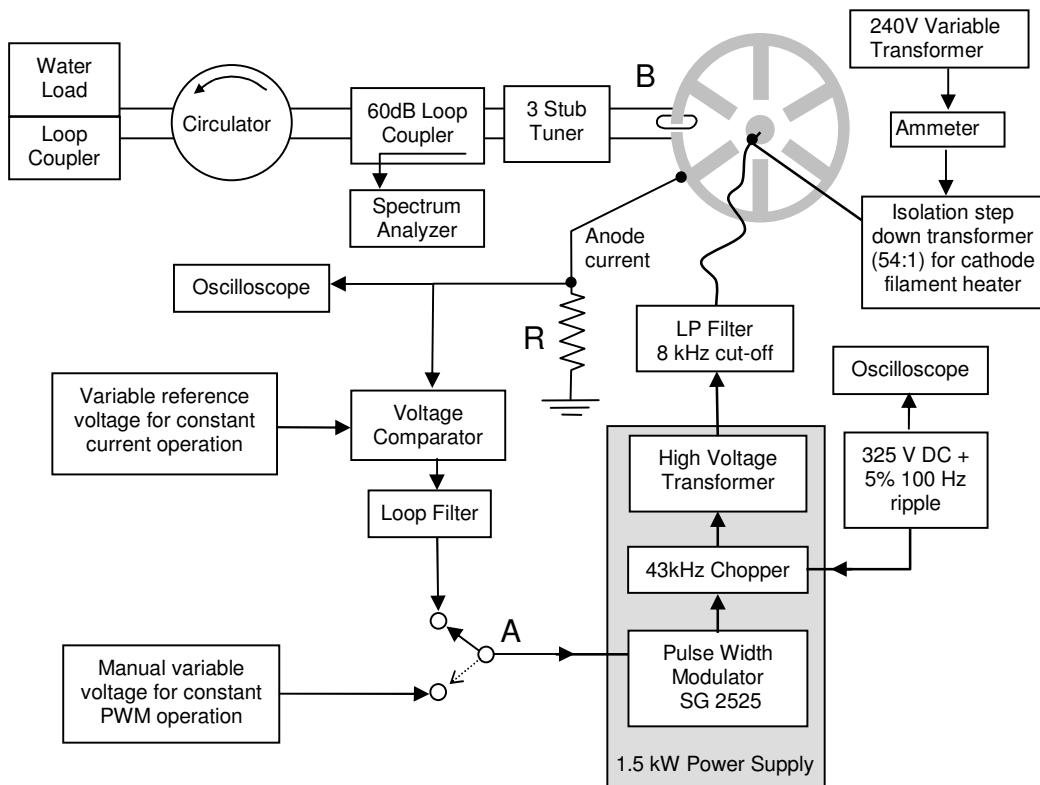 Water
Load
Loop
Coupler
Circulator
60dB Loop
Coupler
3 Stub
Tuner
B
240V Variable
Transformer
Ammeter
Spectrum
Analyzer
Isolation step
down transformer
(54:1) for cathode
filament heater
Anode
current
Oscilloscope
R
LP Filter
8 kHz cut-off
Oscilloscope
Variable reference
voltage for constant
current operation
Voltage
Comparator
High Voltage
Transformer
325 V DC +
5% 100 Hz
ripple
Loop Filter
43kHz Chopper
A
Manual variable
voltage for constant
PWM operation
Pulse Width
Modulator
SG 2525
1.5 kW Power Supply